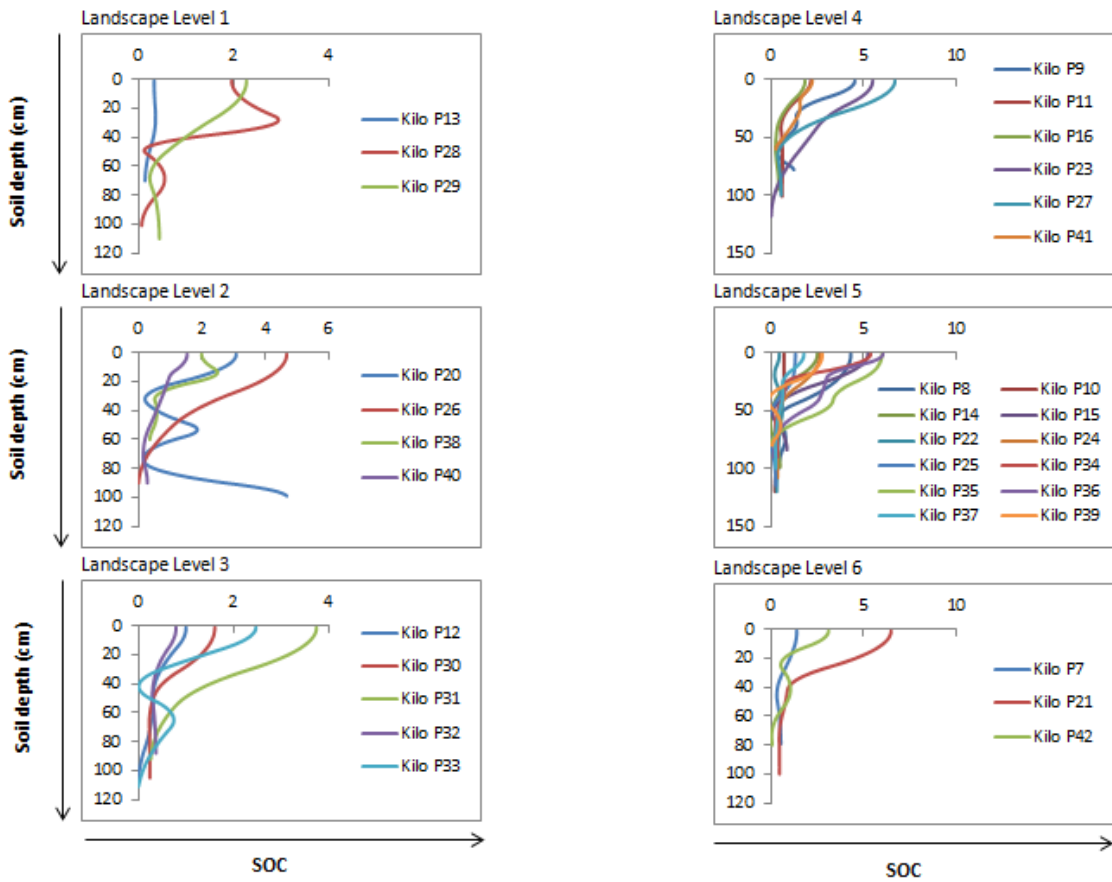 Landscape Level 1
0 2 4
0
20
40
60
80
100
120
Soil depth (cm)
Kilo P13
Kilo P28
Kilo P29
Landscape Level 2
0 2 4 6
0
20
40
60
80
100
120
Soil depth (cm)
Kilo P20
Kilo P26
Kilo P38
Kilo P40
Landscape Level 3
0 2 4
0
20
40
60
80
100
120
Soil depth (cm)
Kilo P12
Kilo P30
Kilo P31
Kilo P32
Kilo P33
SOC
Landscape Level 4
0 5 10
0
50
100
150
Kilo P9
Kilo P11
Kilo P16
Kilo P23
Kilo P27
Kilo P41
Landscape Level 5
0 5 10
0
50
100
150
Kilo P8 Kilo P10
Kilo P14 Kilo P15
Kilo P22 Kilo P24
Kilo P25 Kilo P34
Kilo P35 Kilo P36
Kilo P37 Kilo P39
Landscape Level 6
0 5 10
0
20
40
60
80
100
120
Kilo P7
Kilo P21
Kilo P42
SOC